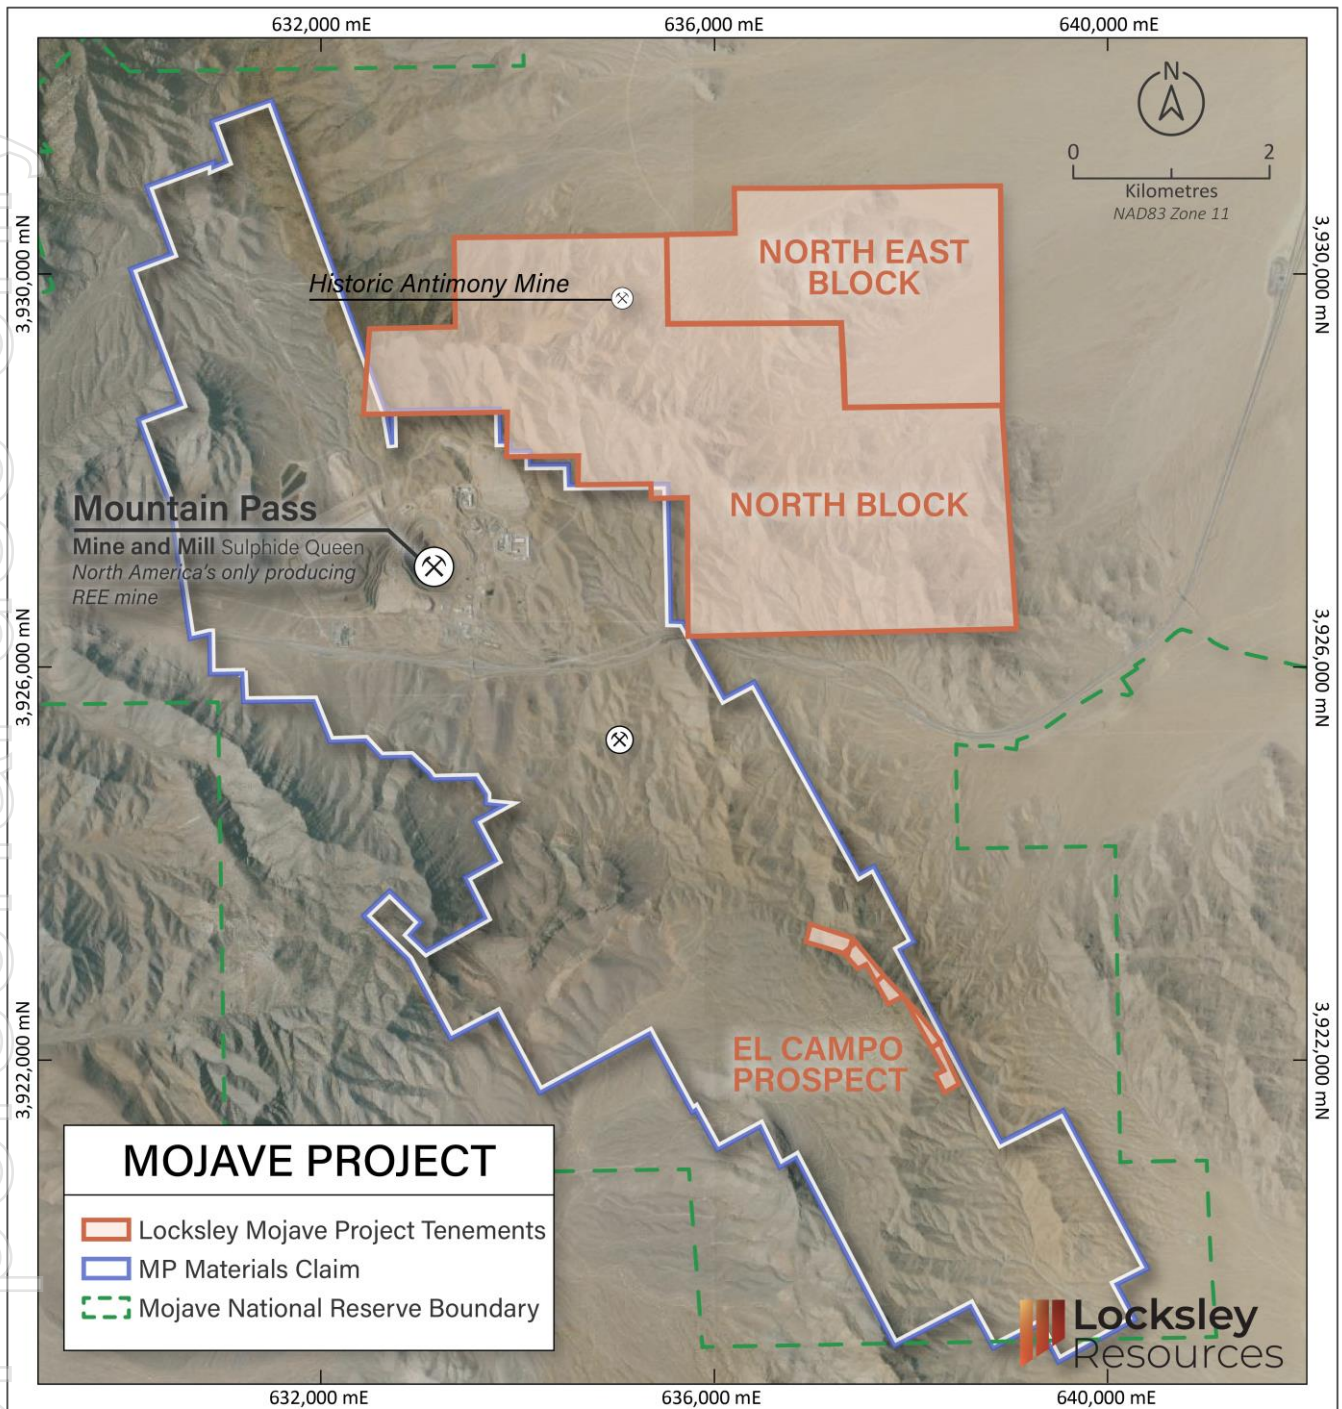 632,000 mE
636,000 mE
640,000 mE
N
0
2
Kilometres
NAD83 Zone 11
3,930,000 mN
3,930,000 mN
NORTH EAST
BLOCK
Historic Antimony Mine
NORTH BLOCK
Mountain Pass
Mine and Mill Sulphide Queen
North America's only producing
REE mine
3,926,000 mN
3,926,000 mN
3,922,000 mN
3,922,000 mN
EL CAMPO
PROSPECT
MOJAVE PROJECT
Locksley Mojave Project Tenements
MP Materials Claim
Mojave National Reserve Boundary
Locksley
Resources
632,000 mE
636,000 mE
640,000 mE